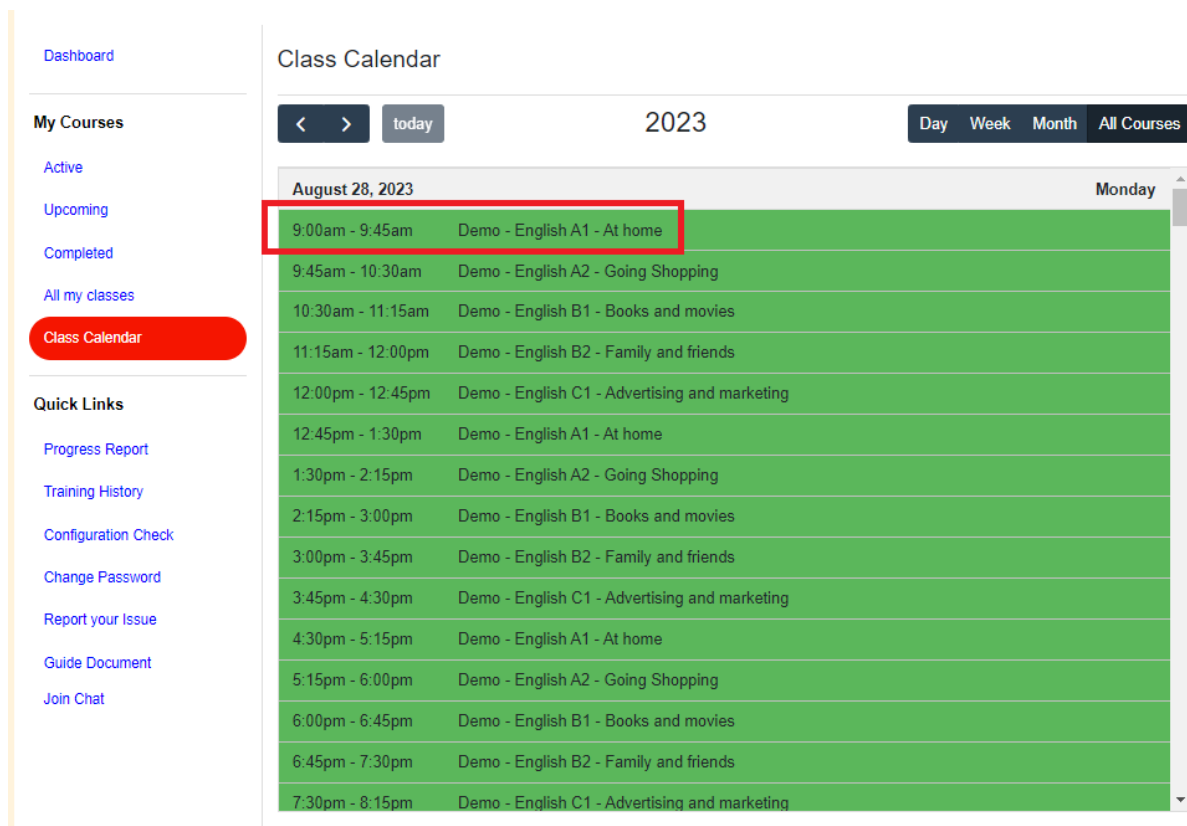 Dashboard
My Courses
Active
Upcoming
Completed
All my classes
Class Calendar
Quick Links
Progress Report
Training History
Configuration Check
Change Password
Report your Issue
Guide Document
Join Chat
Class Calendar
today
2023
Day Week Month All Courses
August 28, 2023 Monday
9:00am - 9:45am Demo - English A1 - At home
9:45am - 10:30am Demo - English A2 - Going Shopping
10:30am - 11:15am Demo - English B1 - Books and movies
11:15am - 12:00pm Demo - English B2 - Family and friends
12:00pm - 12:45pm Demo - English C1 - Advertising and marketing
12:45pm - 1:30pm Demo - English A1 - At home
1:30pm - 2:15pm Demo - English A2 - Going Shopping
2:15pm - 3:00pm Demo - English B1 - Books and movies
3:00pm - 3:45pm Demo - English B2 - Family and friends
3:45pm - 4:30pm Demo - English C1 - Advertising and marketing
4:30pm - 5:15pm Demo - English A1 - At home
5:15pm - 6:00pm Demo - English A2 - Going Shopping
6:00pm - 6:45pm Demo - English B1 - Books and movies
6:45pm - 7:30pm Demo - English B2 - Family and friends
7:30pm - 8:15pm Demo - English C1 - Advertising and marketing